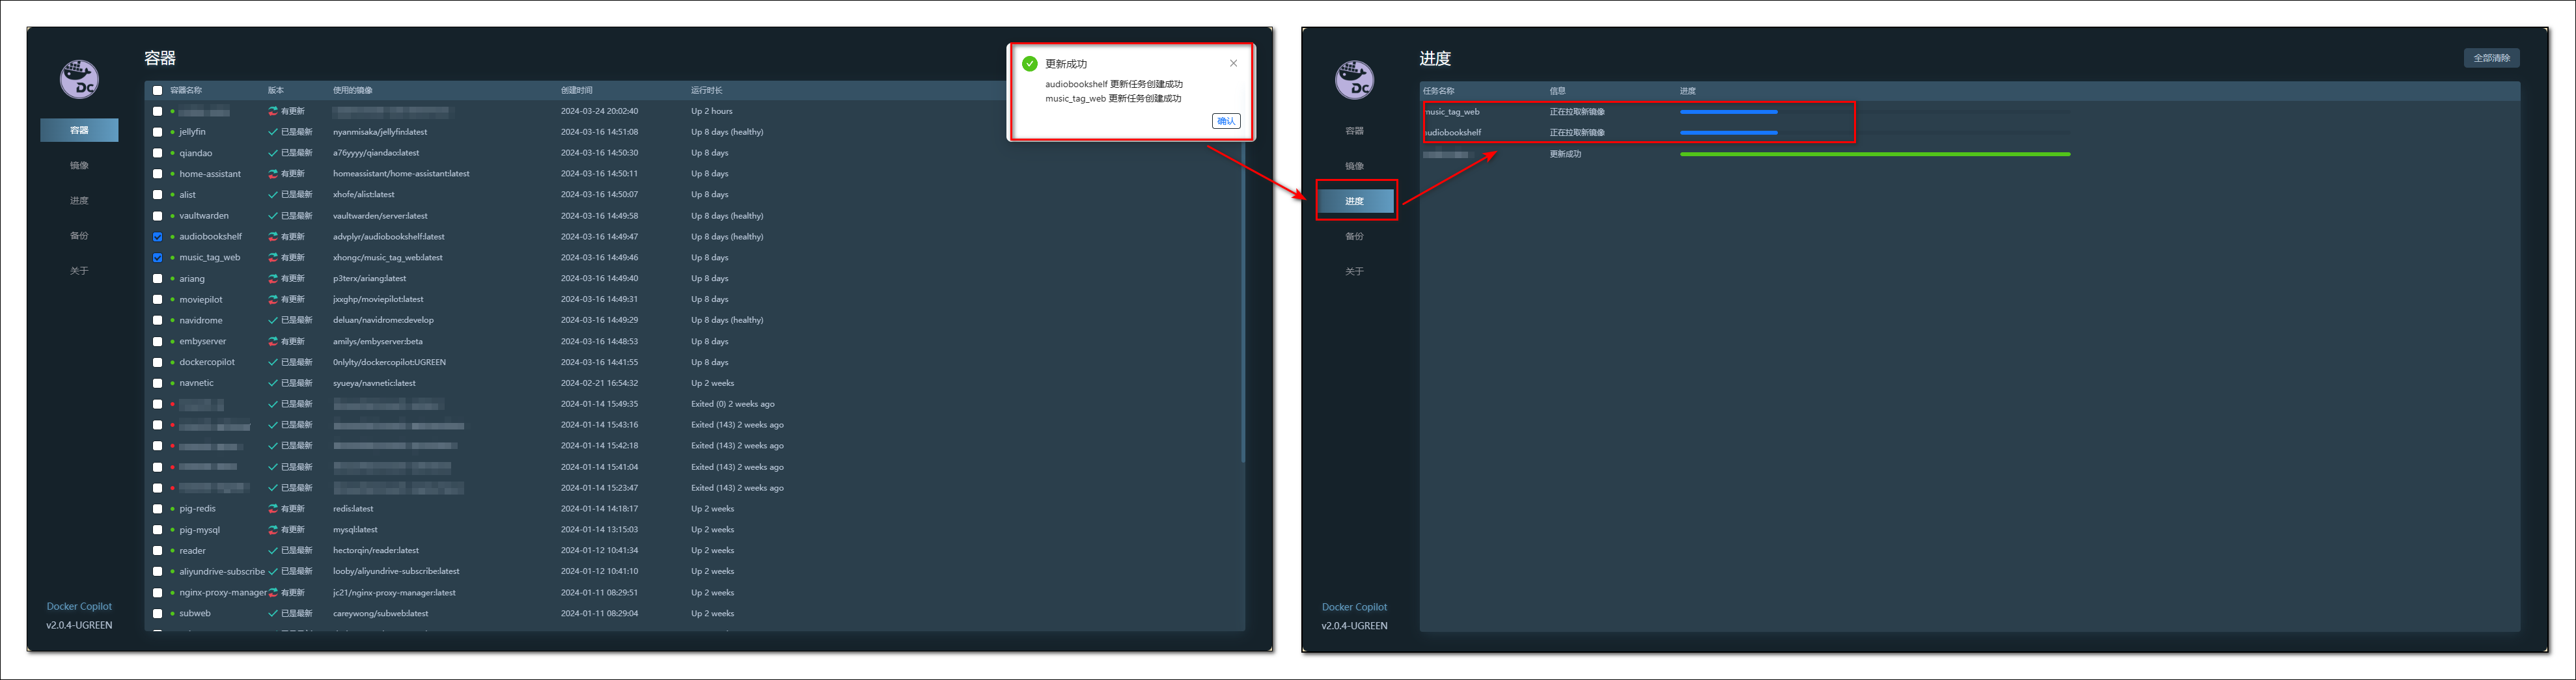 容器
Dc
容器
镜像
进度
备份
关于
Docker Copilot
v2.0.4-UGREEN
容器名称 版本 使用的镜像 创建时间 运行时长
有更新 2024-03-24 20:02:40 Up 2 hours
jellyfin 已是最新 nyanmisaka/jellyfin:latest 2024-03-16 14:51:08 Up 8 days (healthy)
qiandao 已是最新 a76yyyy/qiandao:latest 2024-03-16 14:50:30 Up 8 days
home-assistant 有更新 homeassistant/home-assistant:latest 2024-03-16 14:50:11 Up 8 days
alist 已是最新 xhofe/alist:latest 2024-03-16 14:50:07 Up 8 days
vaultwarden 已是最新 vaultwarden/server:latest 2024-03-16 14:49:58 Up 8 days (healthy)
audiobookshelf 有更新 advplyr/audiobookshelf:latest 2024-03-16 14:49:47 Up 8 days (healthy)
music_tag_web 有更新 xhongc/music_tag_web:latest 2024-03-16 14:49:46 Up 8 days
ariang 有更新 p3terx/ariang:latest 2024-03-16 14:49:40 Up 8 days
moviepilot 有更新 jxxghp/moviepilot:latest 2024-03-16 14:49:31 Up 8 days
navidrome 已是最新 deluan/navidrome:develop 2024-03-16 14:49:29 Up 8 days (healthy)
embyserver 有更新 amilys/embyserver:beta 2024-03-16 14:48:53 Up 8 days
dockercopilot 已是最新 0nlylty/dockercopilot:UGREEN 2024-03-16 14:41:55 Up 8 days
navnetic 已是最新 syueya/navnetic:latest 2024-02-21 16:54:32 Up 2 weeks
已是最新 2024-01-14 15:49:35 Exited (0) 2 weeks ago
已是最新 2024-01-14 15:43:16 Exited (143) 2 weeks ago
已是最新 2024-01-14 15:42:18 Exited (143) 2 weeks ago
已是最新 2024-01-14 15:41:04 Exited (143) 2 weeks ago
已是最新 2024-01-14 15:23:47 Exited (143) 2 weeks ago
pig-redis 有更新 redis:latest 2024-01-14 14:18:17 Up 2 weeks
pig-mysql 有更新 mysql:latest 2024-01-14 13:15:03 Up 2 weeks
reader 已是最新 hectorqin/reader:latest 2024-01-12 10:41:34 Up 2 weeks
aliyundrive-subscribe 已是最新 looby/aliyundrive-subscribe:latest 2024-01-12 10:41:10 Up 2 weeks
nginx-proxy-manager 有更新 jc21/nginx-proxy-manager:latest 2024-01-11 08:29:51 Up 2 weeks
subweb 已是最新 careywong/subweb:latest 2024-01-11 08:29:04 Up 2 weeks
更新成功
audiobookshelf 更新任务创建成功
music_tag_web 更新任务创建成功
确认
进度
全部清除
Dc
容器
镜像
进度
备份
关于
Docker Copilot
v2.0.4-UGREEN
任务名称 信息 进度
music_tag_web 正在拉取新镜像
audiobookshelf 正在拉取新镜像
更新成功